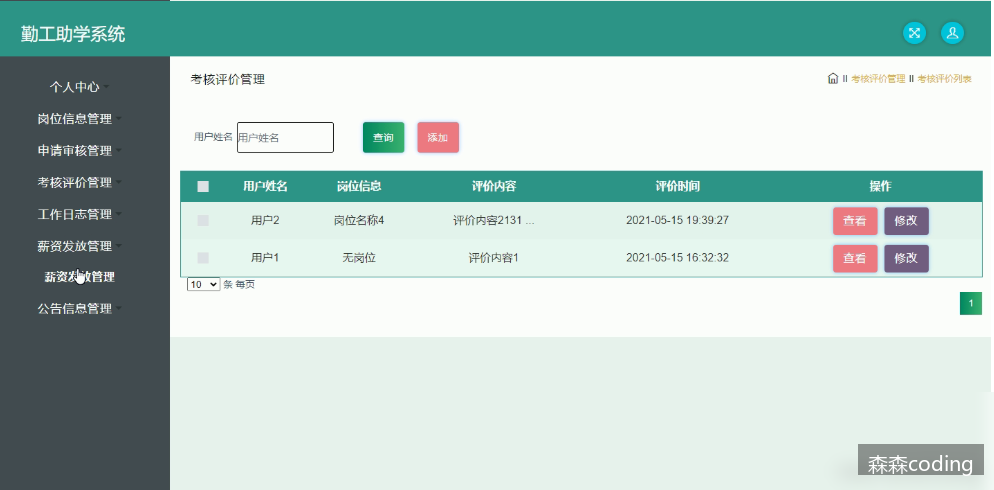 勤工助学系统
个人中心
岗位信息管理
申请审核管理
考核评价管理
工作日志管理
薪资发放管理
薪资发放管理
公告信息管理
考核评价管理
II 考核评价管理 II 考核评价列表
用户姓名 用户姓名 查询 添加
用户姓名 岗位信息 评价内容 评价时间 操作
用户2 岗位名称4 评价内容2131 ... 2021-05-15 19:39:27 查看 修改
用户1 无岗位 评价内容1 2021-05-15 16:32:32 查看 修改
10 条 每页
1
森森coding